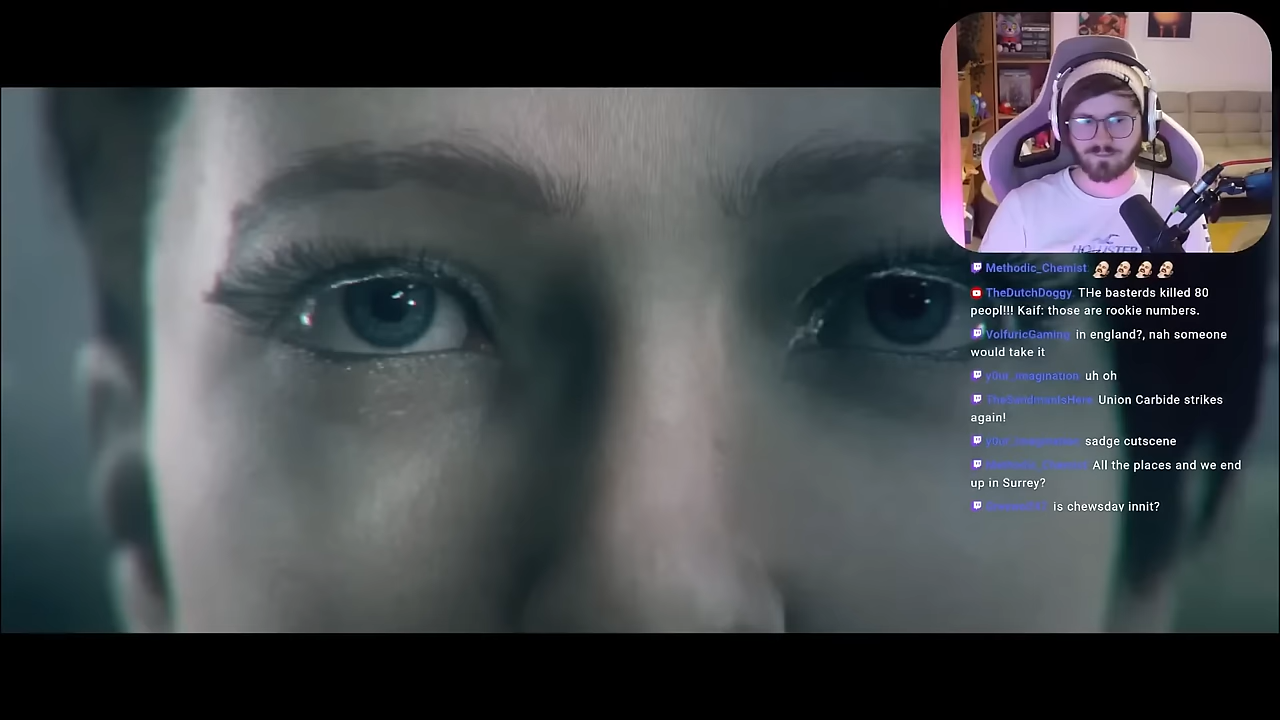 HOLLISTER
Methodic_Chemist
TheDutchDoggy THe basterds killed 80
peopl!!! Kaif: those are rookie numbers.
VolfuricGaming in england?, nah someone
would take it
uh oh
Union Carbide strikes
again!
sadge cutscene
All the places and we end
up in Surrey?
is chewsday innit?